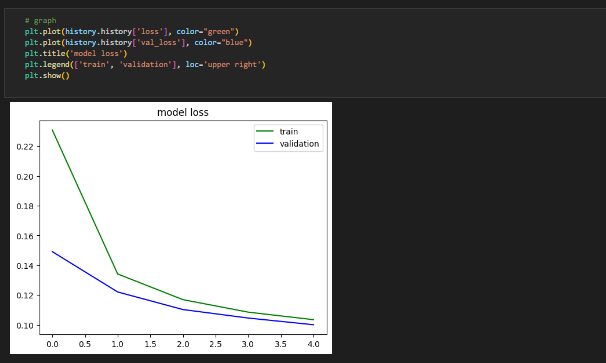 # graph
plt.plot(history.history['loss'], color="green")
plt.plot(history.history['val_loss'], color="blue")
plt.title('model loss')
plt.legend(['train', 'validation'], loc='upper right')
plt.show()
model loss
train
validation
0.22
0.20
0.18
0.16
0.14
0.12
0.10
0.0 0.5 1.0 1.5 2.0 2.5 3.0 3.5 4.0